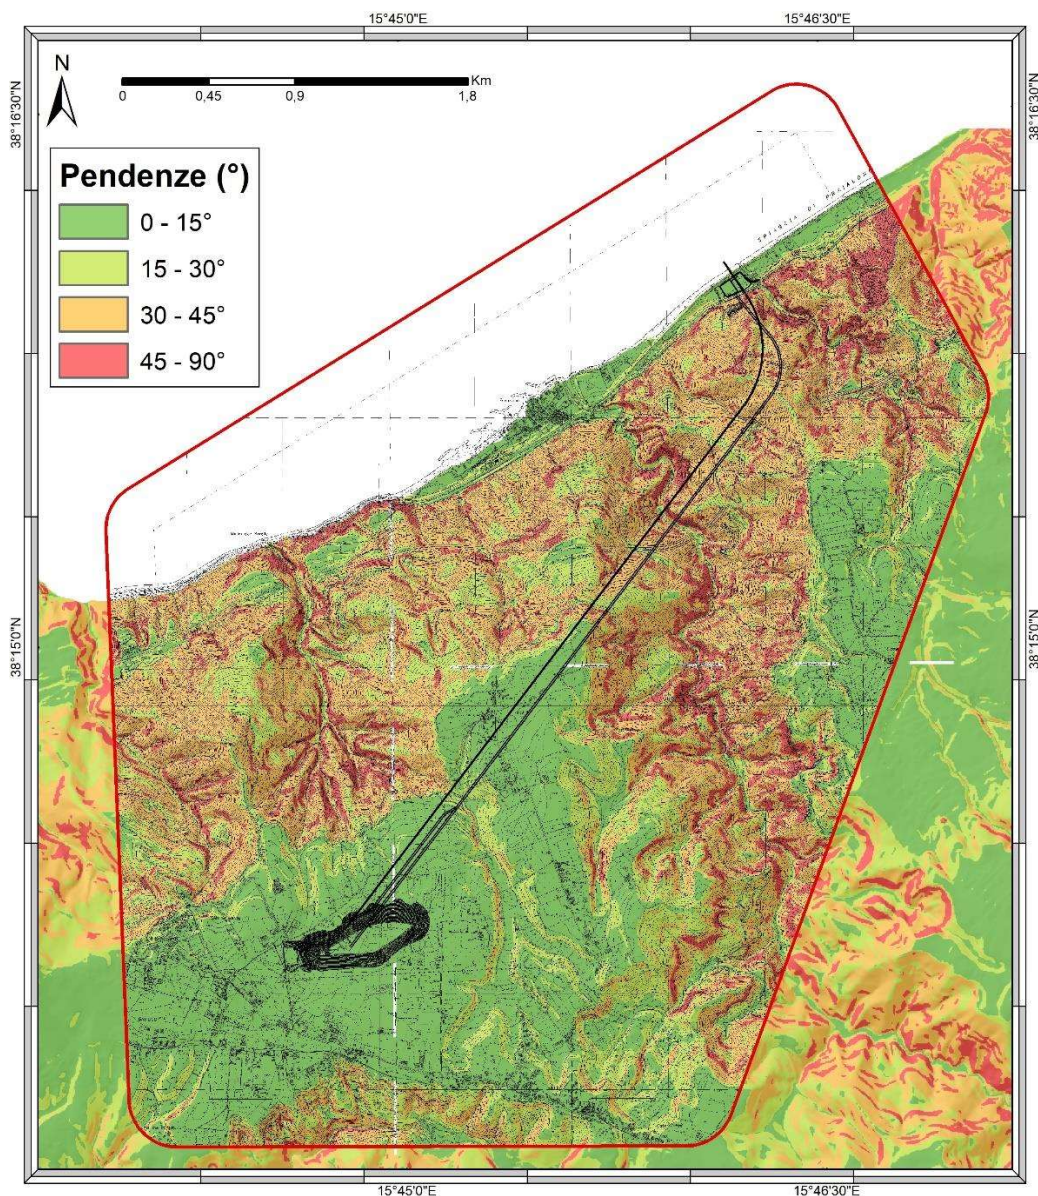 15°45'0"E
15°46'30"E
38°16'30"N
38°16'30"N
N
Km
0
0,45
0,9
1,8
Pendenze (°)
0 - 15°
15 - 30°
30 - 45°
45 - 90°
SPIAGGIA DI
38°15'0"N
38°15'0"N
15°45'0"E
15°46'30"E